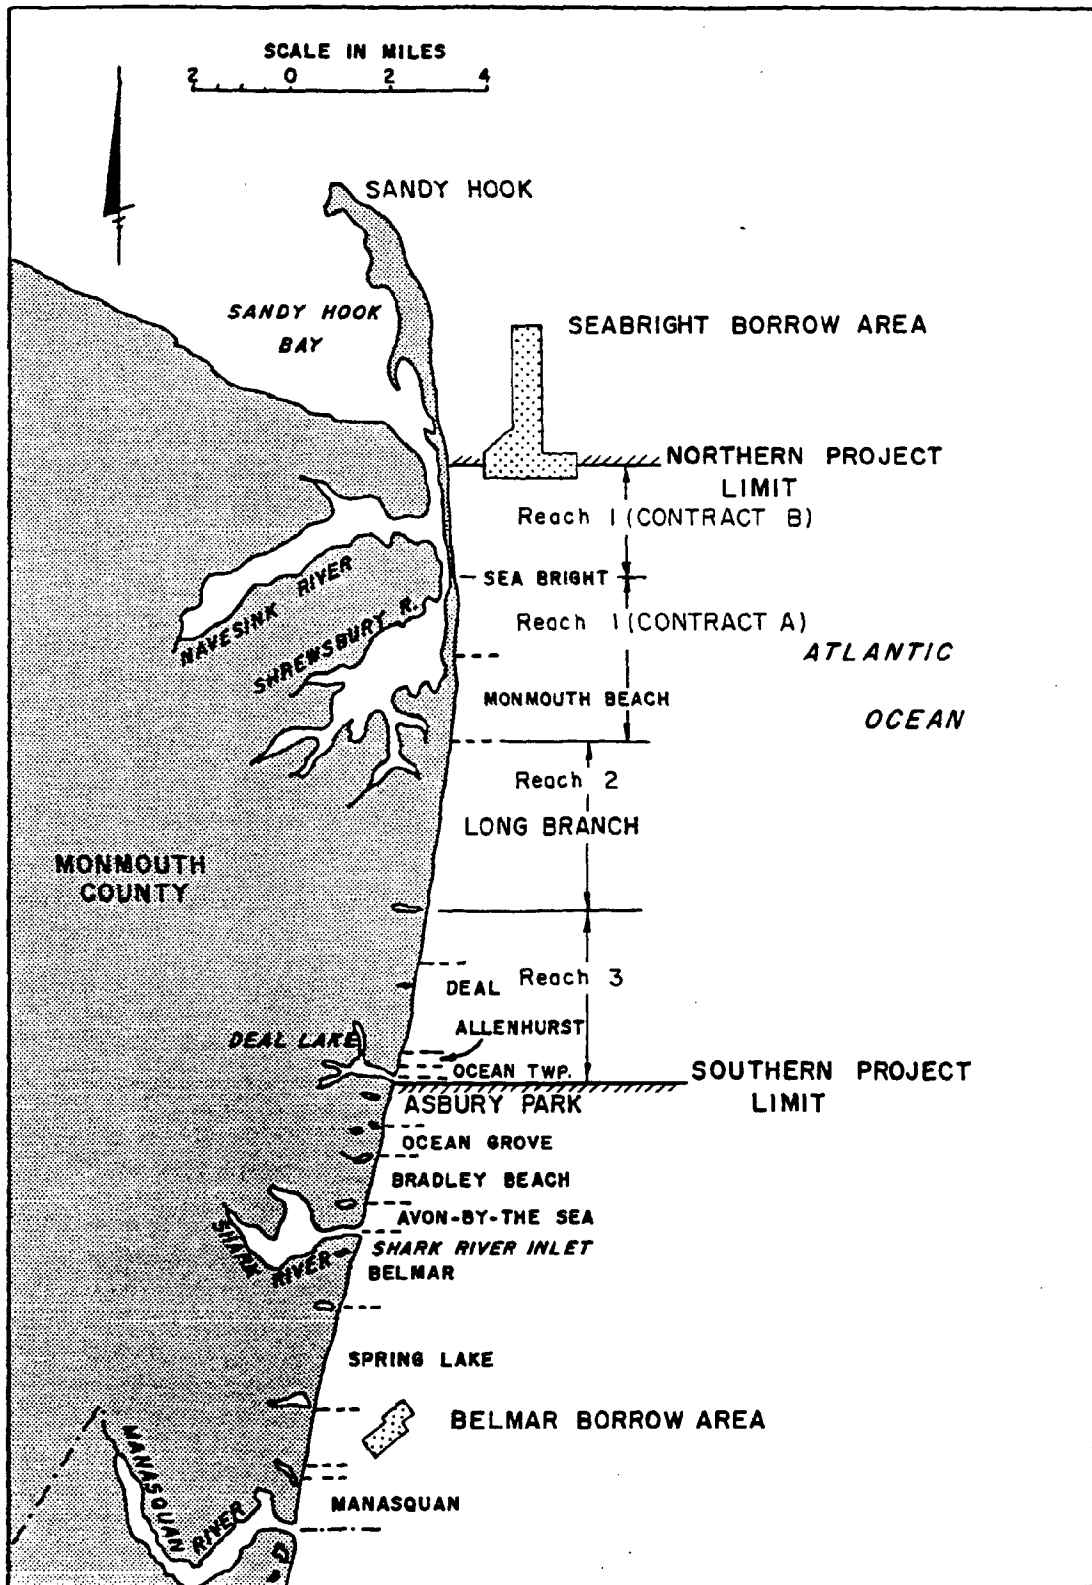 SCALE IN MILES
2 0 2 4
SANDY HOOK
SANDY HOOK
BAY
SEABRIGHT BORROW AREA
NORTHERN PROJECT
LIMIT
Reach 1 (CONTRACT B)
SEA BRIGHT
NAVESINK RIVER
SHREWSBURY R.
Reach 1 (CONTRACT A)
ATLANTIC
OCEAN
MONMOUTH BEACH
Reach 2
LONG BRANCH
MONMOUTH
COUNTY
Reach 3
DEAL
ALLENHURST
DEAL LAKE
OCEAN TWP.
SOUTHERN PROJECT
LIMIT
ASBURY PARK
OCEAN GROVE
BRADLEY BEACH
AVON-BY-THE SEA
SHARK RIVER
SHARK RIVER INLET
BELMAR
SPRING LAKE
BELMAR BORROW AREA
MANASQUAN
RIVER
MANASQUAN